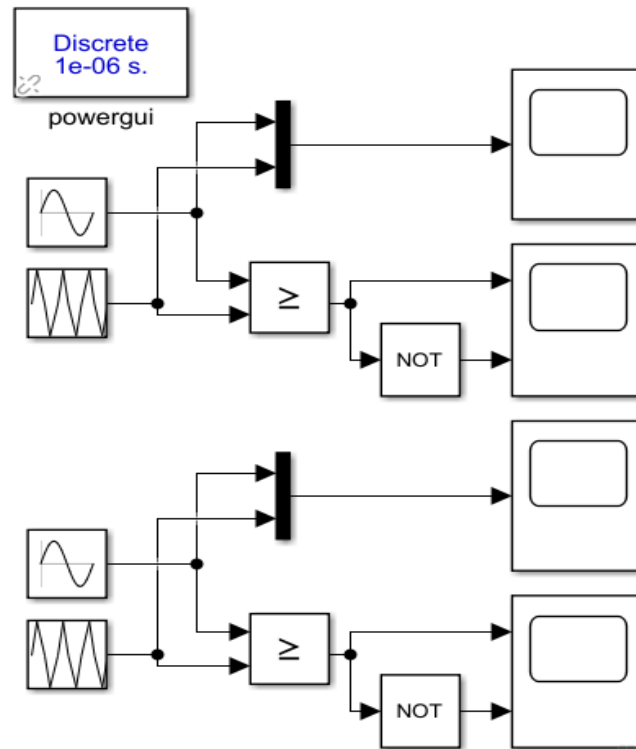 Discrete
1e-06 s.
powergui
≥
NOT
≥
NOT